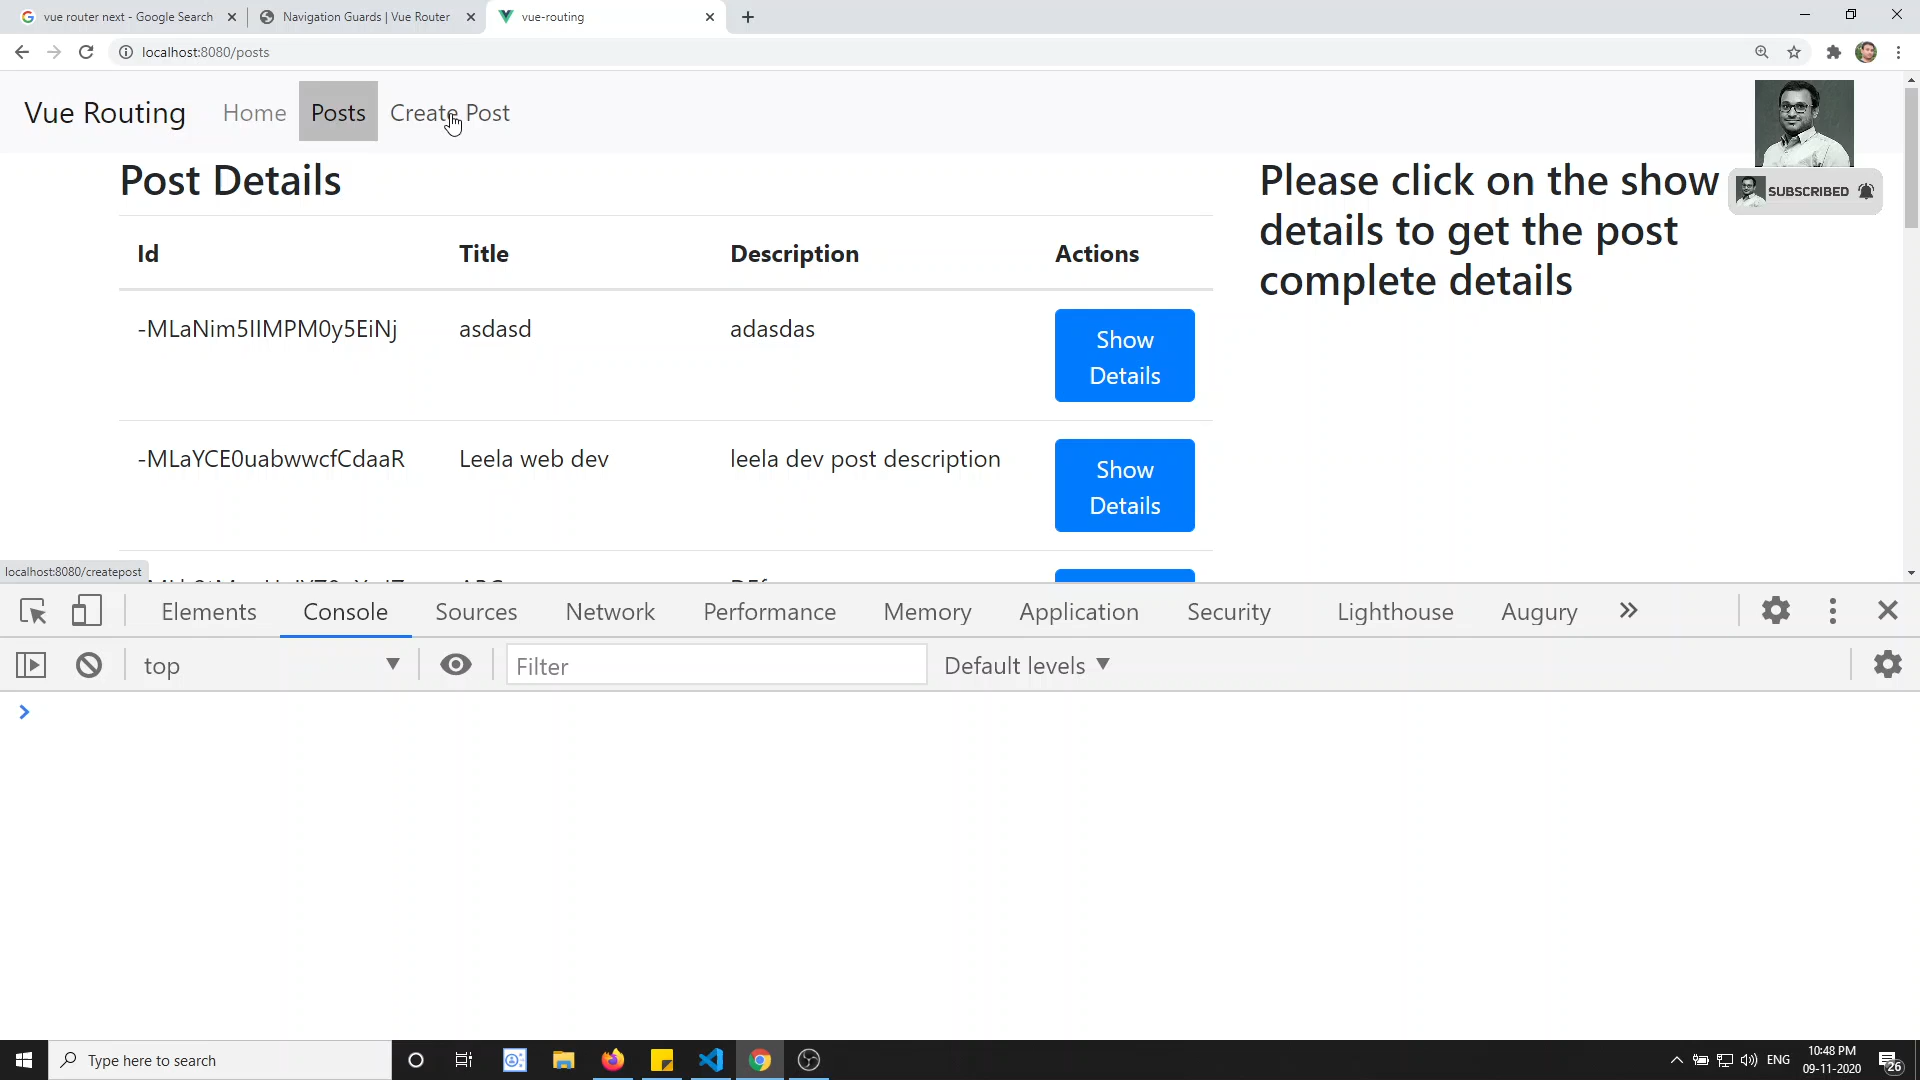 vue router next - Google Search
Navigation Guards | Vue Router
vue-routing
localhost:8080/posts
Vue Routing
Home
Posts
Create Post
SUBSCRIBED
Post Details
Please click on the show
details to get the post
complete details
Id
Title
Description
Actions
-MLaNim5IIMPM0y5EiNj
asdasd
adasdas
Show
Details
-MLaYCE0uabwwcfCdaaR
Leela web dev
leela dev post description
Show
Details
localhost:8080/createpost
Elements
Console
Sources
Network
Performance
Memory
Application
Security
Lighthouse
Augury
top
Filter
Default levels
Type here to search
ENG
10:48 PM
09-11-2020
26